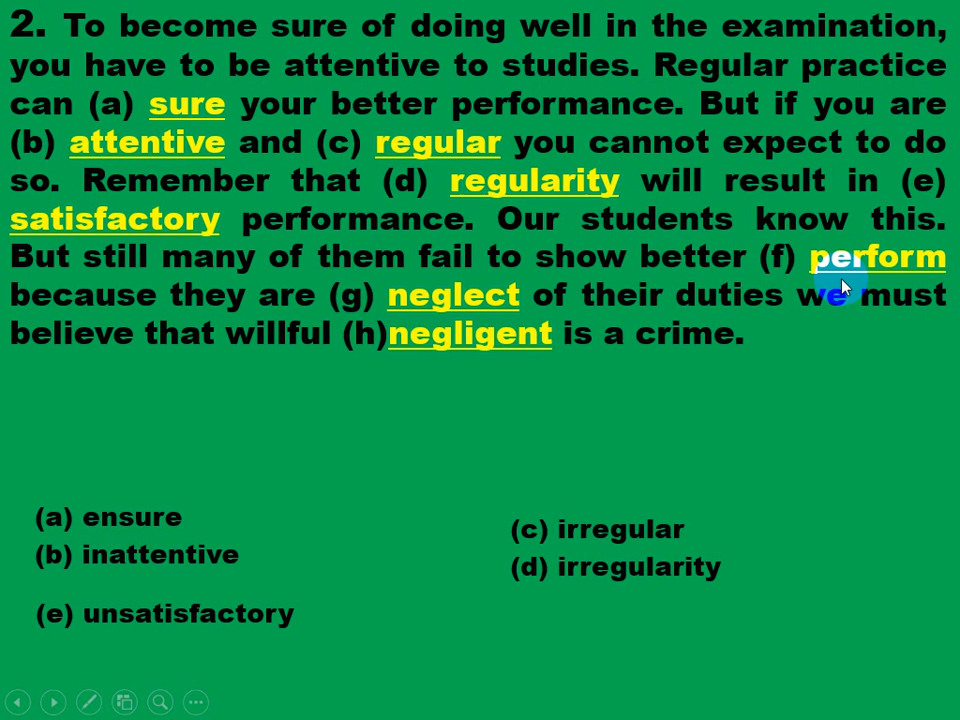 2. To become sure of doing well in the examination,
you have to be attentive to studies. Regular practice
can (a) sure your better performance. But if you are
(b) attentive and (c) regular you cannot expect to do
so. Remember that (d) regularity will result in (e)
satisfactory performance. Our students know this.
But still many of them fail to show better (f) perform
because they are (g) neglect of their duties we must
believe that willful (h)negligent is a crime.
(a) ensure
(b) inattentive
(c) irregular
(d) irregularity
(e) unsatisfactory